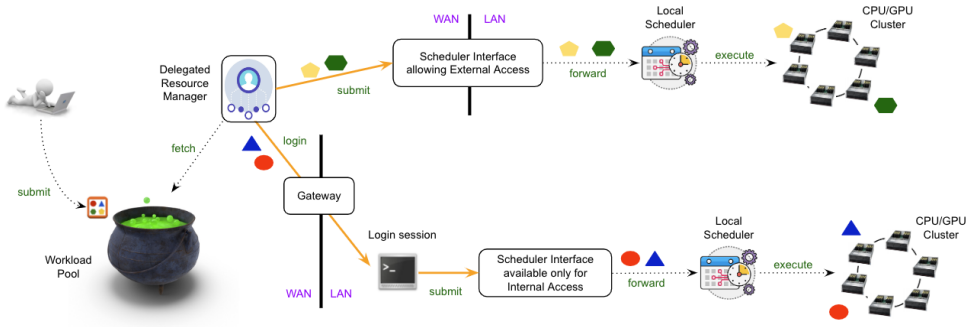 WAN
LAN
Local
Scheduler
CPU/GPU
Cluster
Scheduler Interface
allowing External Access
Delegated
Resource
Manager
submit
forward
execute
login
fetch
submit
Gateway
Login session
Workload
Pool
WAN
LAN
>_
submit
Scheduler Interface
available only for
Internal Access
forward
Local
Scheduler
execute
CPU/GPU
Cluster